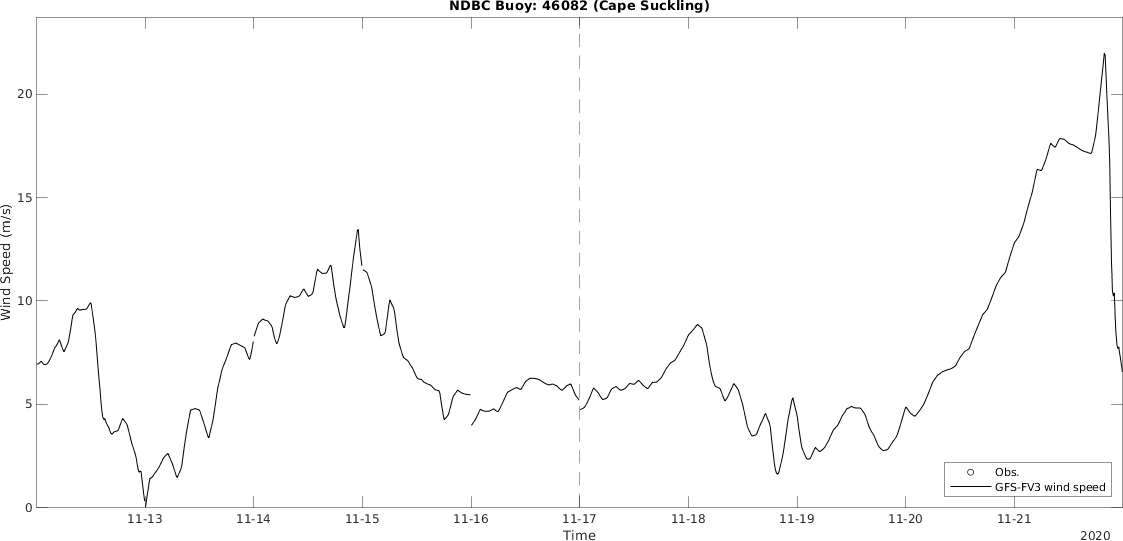 NDBC Buoy: 46082 (Cape Suckling)
Wind Speed (m/s)
20
15
10
5
0
11-13 11-14 11-15 11-16 11-17 11-18 11-19 11-20 11-21
Time
2020
Obs.
GFS-FV3 wind speed